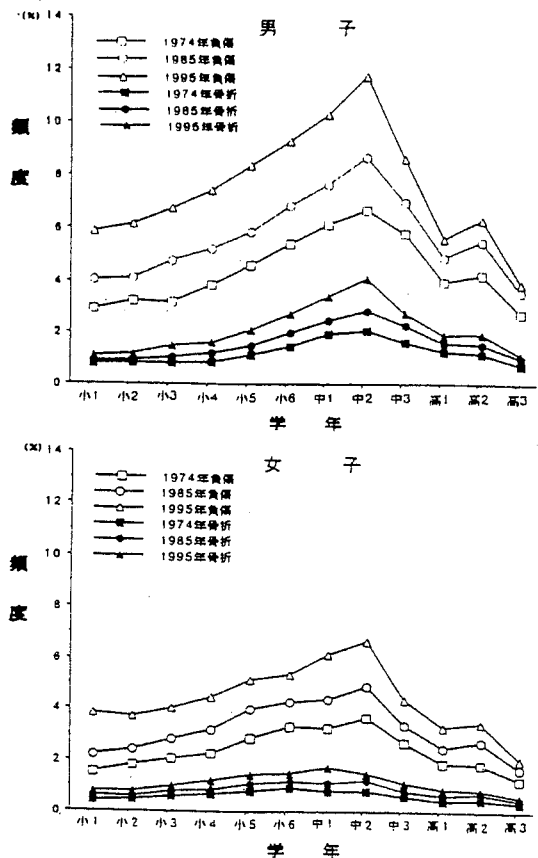 (%) 14
男 子
1974年負傷
1985年負傷
1995年負傷
1974年骨折
1985年骨折
1995年骨折
12
10
頻
度
8
6
4
2
0
小1 小2 小3 小4 小5 小6 中1 中2 中3 高1 高2 高3
学 年
(%) 14
女 子
1974年負傷
1985年負傷
1995年負傷
1974年骨折
1985年骨折
1995年骨折
12
10
頻
度
8
6
4
2
0
小1 小2 小3 小4 小5 小6 中1 中2 中3 高1 高2 高3
学 年